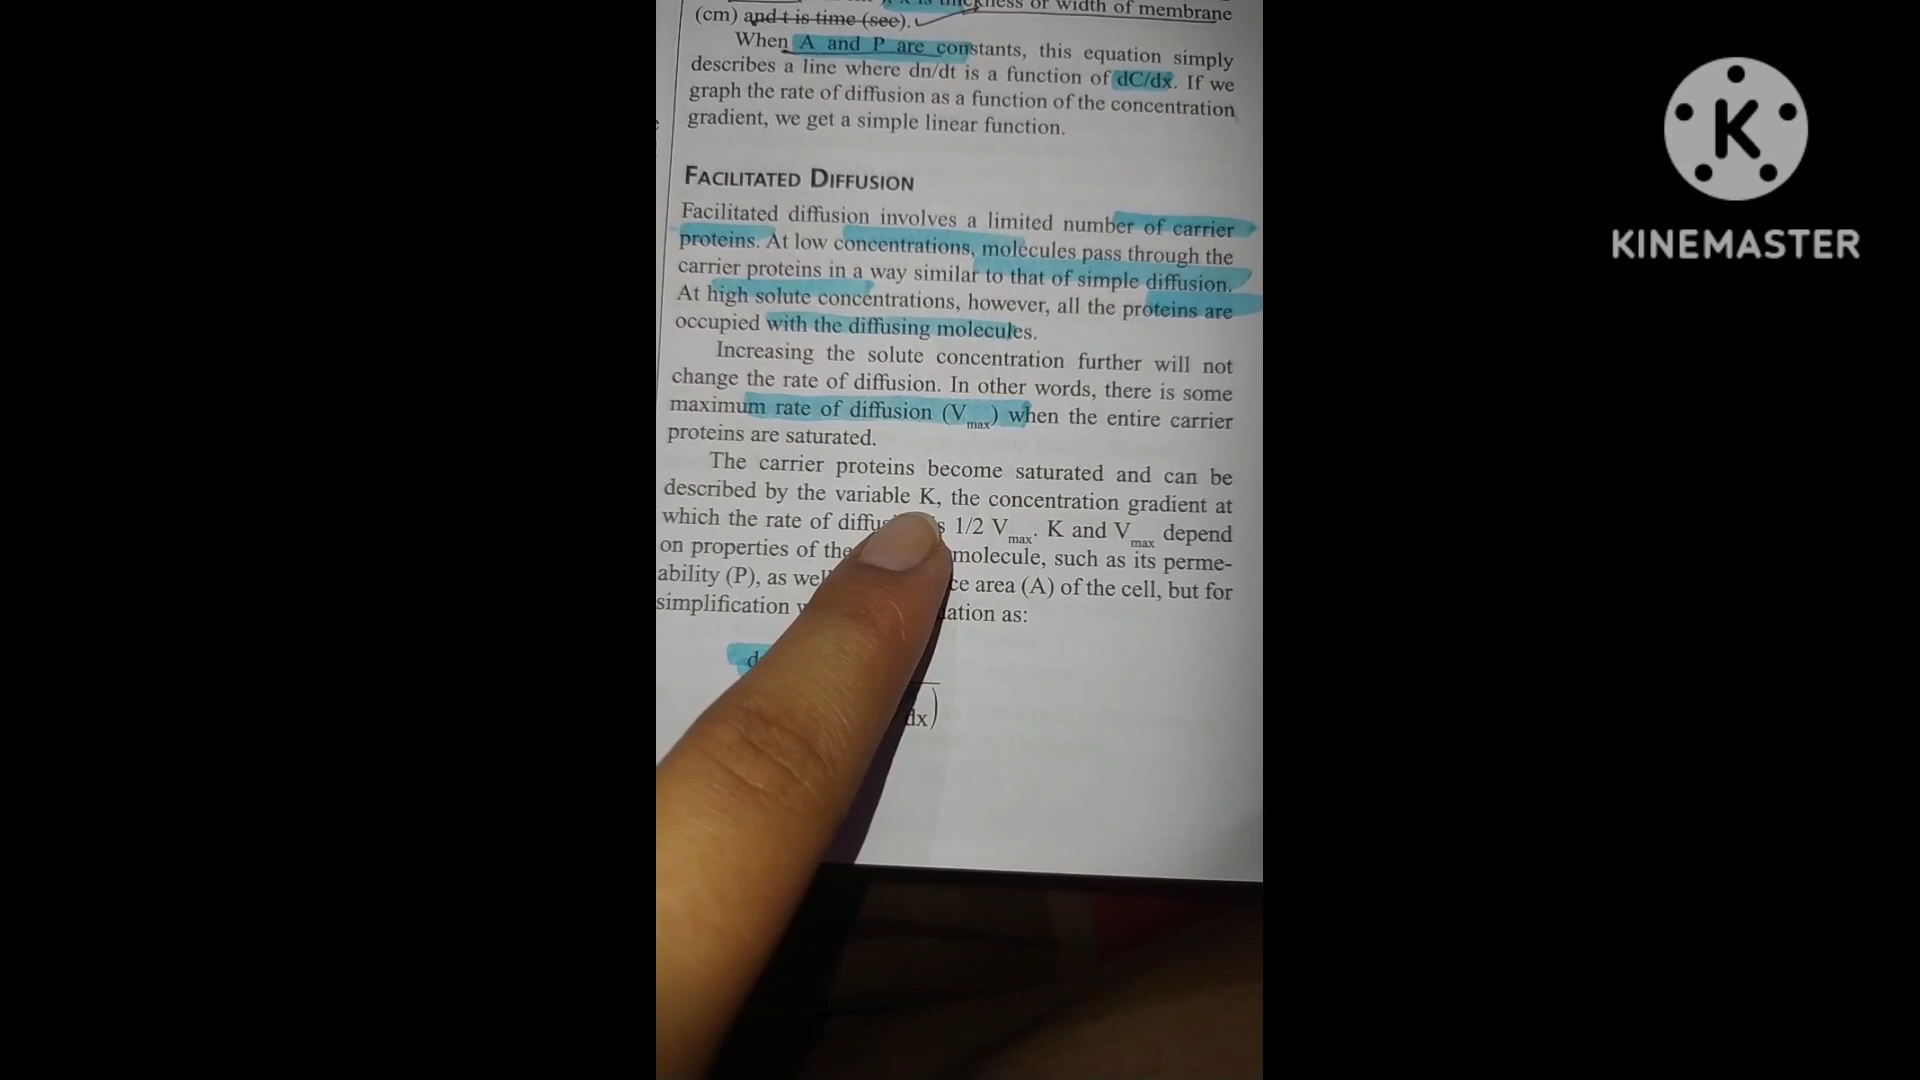 ness or width of membrane
(cm) and t is time (see).
When A and P are constants, this equation simply
describes a line where dn/dt is a function of dC/dx. If we
graph the rate of diffusion as a function of the concentration
gradient, we get a simple linear function.
FACILITATED DIFFUSION
Facilitated diffusion involves a limited number of carrier
proteins. At low concentrations, molecules pass through the
carrier proteins in a way similar to that of simple diffusion.
At high solute concentrations, however, all the proteins are
occupied with the diffusing molecules.
Increasing the solute concentration further will not
change the rate of diffusion. In other words, there is some
maximum rate of diffusion (Vmax) when the entire carrier
proteins are saturated.
The carrier proteins become saturated and can be
described by the variable K, the concentration gradient at
which the rate of 1/2 Vmax. K and Vmax depend
on properties of the molecule, such as its perme-
ability (P), as area (A) of the cell, but for
simplification as:
dx)
K
KINEMASTER